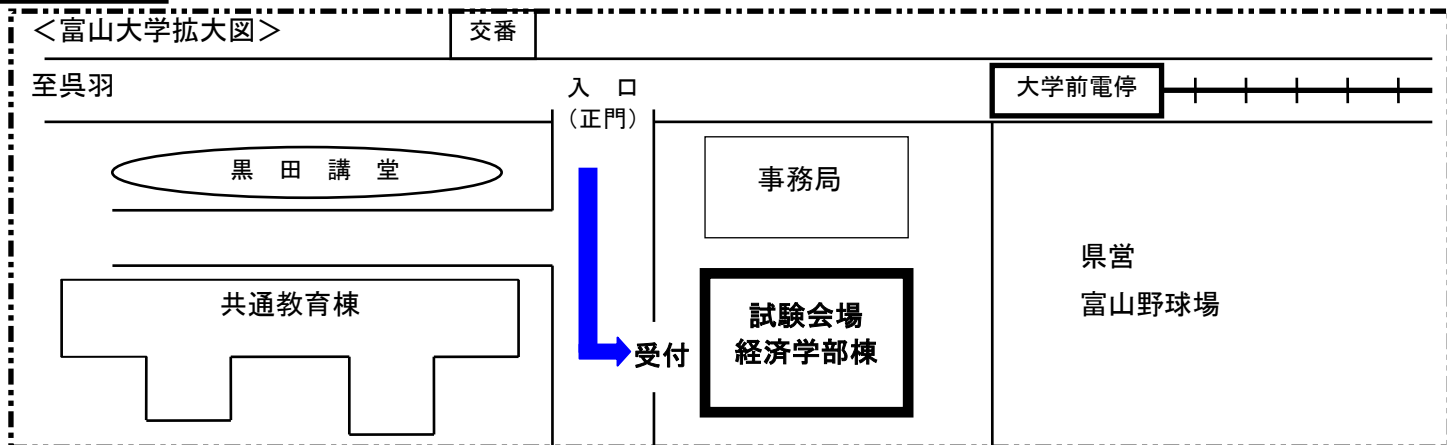 ＜富山大学拡大図＞
交番
至呉羽
入　口
（正門）
大学前電停
黒　田　講　堂
事務局
県営
富山野球場
共通教育棟
試験会場
経済学部棟
受付